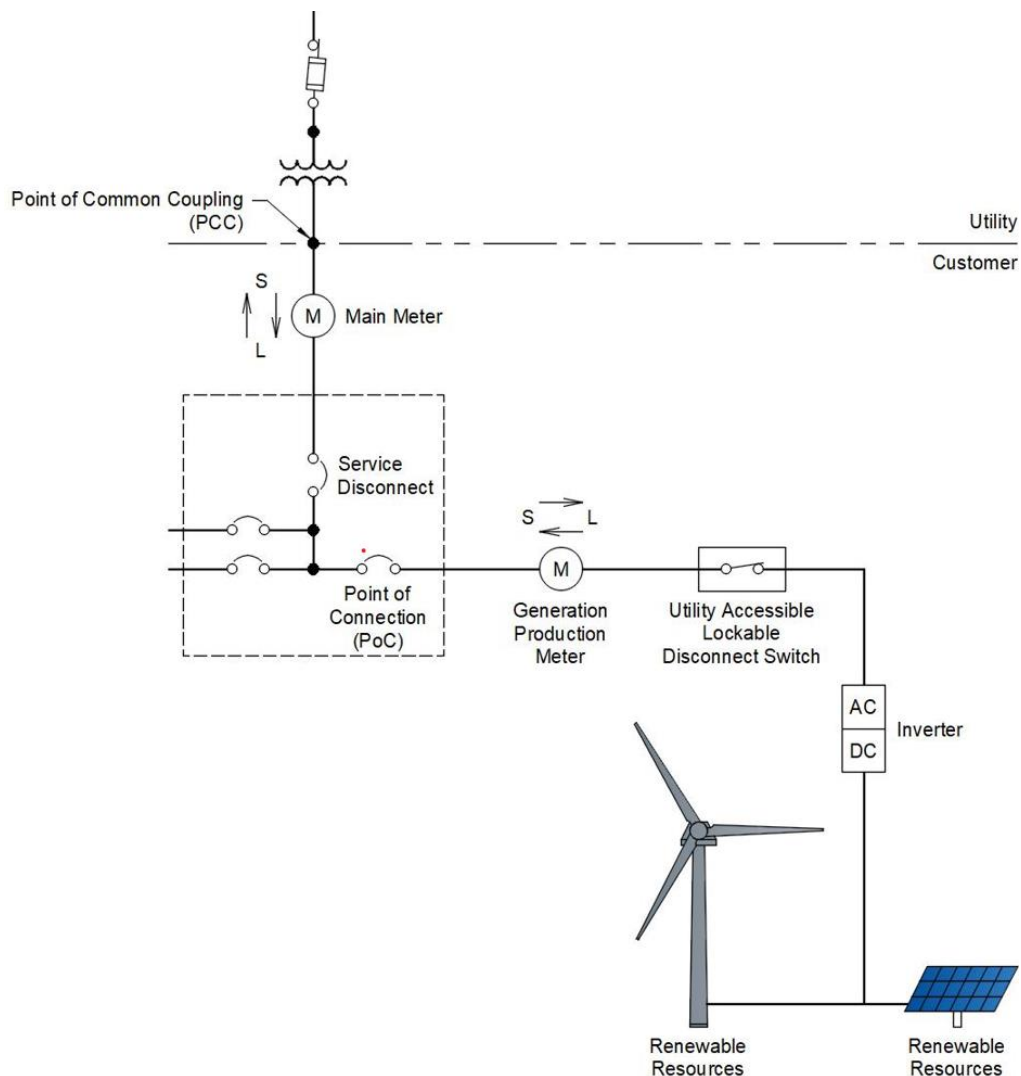 Point of Common Coupling
(PCC)
Utility
Customer
S
L
M
Main Meter
Service
Disconnect
S
L
M
Point of
Connection
(PoC)
Generation
Production
Meter
Utility Accessible
Lockable
Disconnect Switch
AC
DC
Inverter
Renewable
Resources
Renewable
Resources